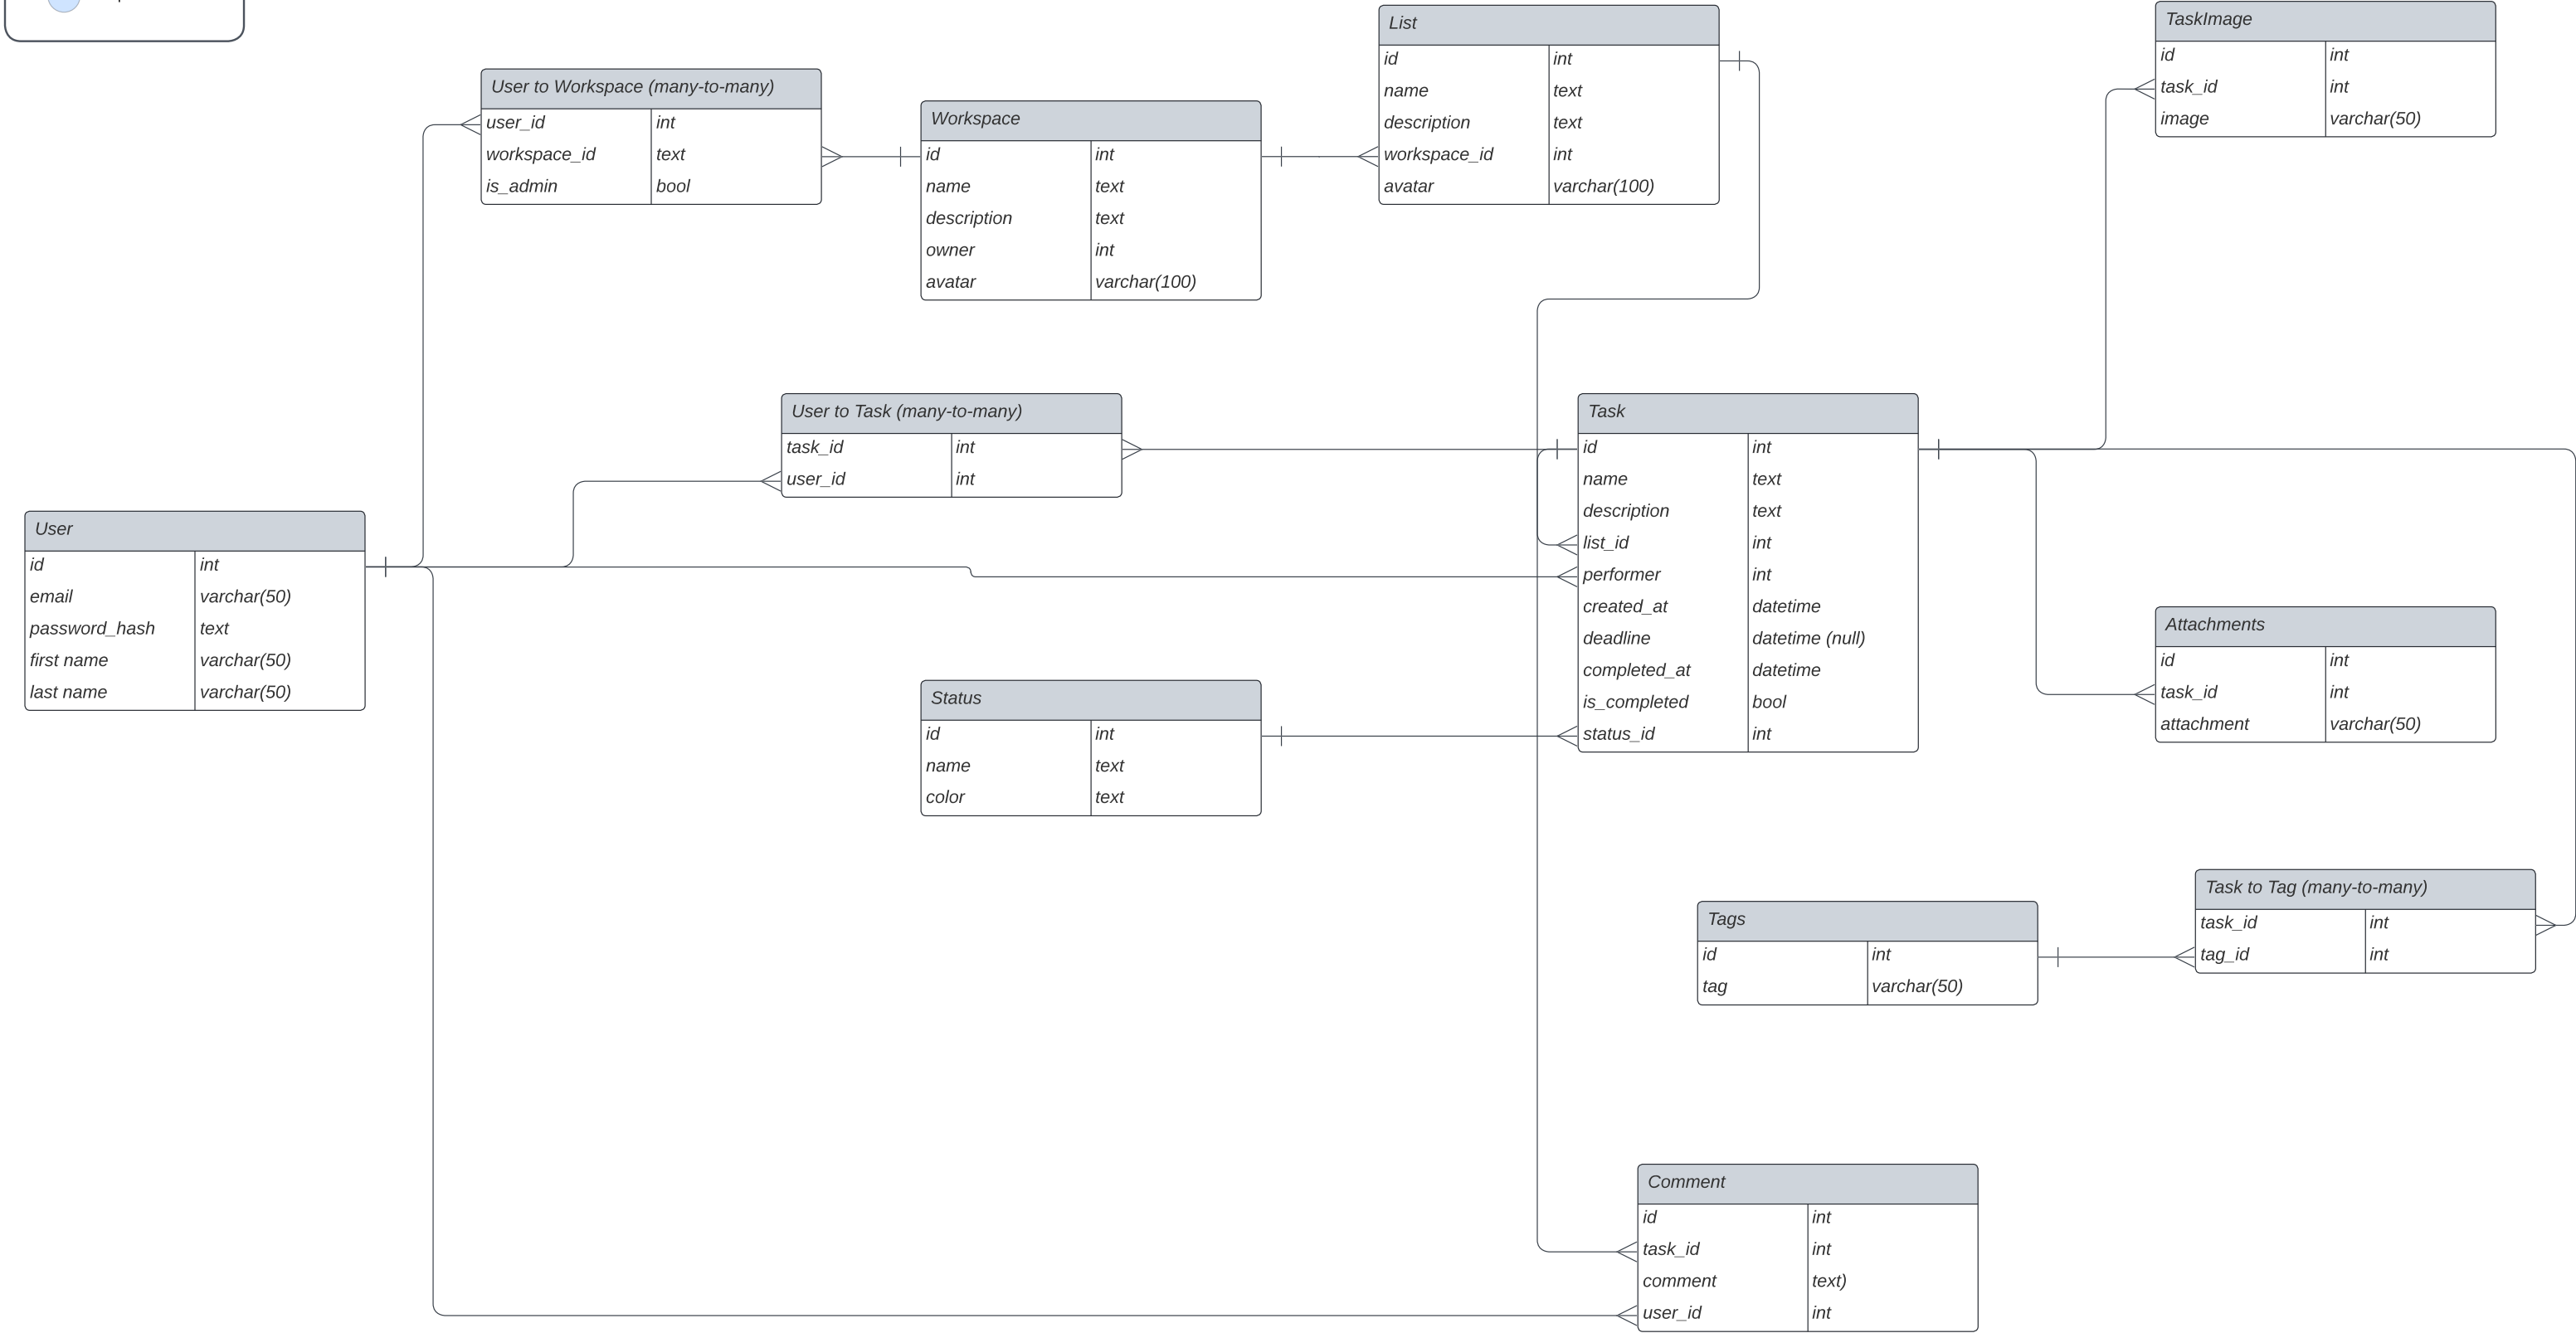 List
id int
name text
description text
workspace_id int
avatar varchar(100)
TaskImage
id int
task_id int
image varchar(50)
User to Workspace (many-to-many)
user_id int
workspace_id text
is_admin bool
Workspace
id int
name text
description text
owner int
avatar varchar(100)
User to Task (many-to-many)
task_id int
user_id int
Task
id int
name text
description text
list_id int
performer int
created_at datetime
deadline datetime (null)
completed_at datetime
is_completed bool
status_id int
User
id int
email varchar(50)
password_hash text
first name varchar(50)
last name varchar(50)
Attachments
id int
task_id int
attachment varchar(50)
Status
id int
name text
color text
Tags
id int
tag varchar(50)
Task to Tag (many-to-many)
task_id int
tag_id int
Comment
id int
task_id int
comment text)
user_id int